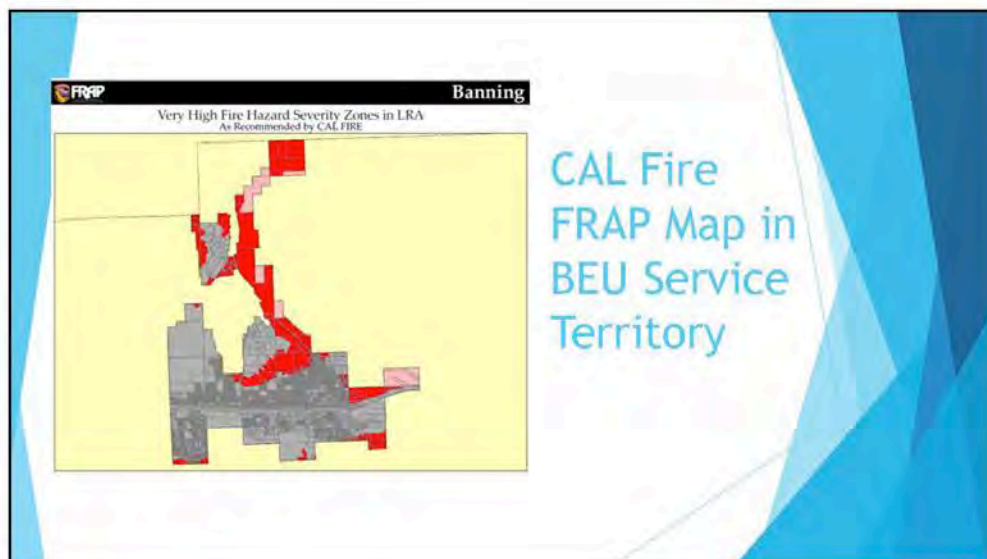 FRAP
Banning
Very High Fire Hazard Severity Zones in LRA
As Recommended by CAL FIRE
CAL Fire
FRAP Map in
BEU Service
Territory